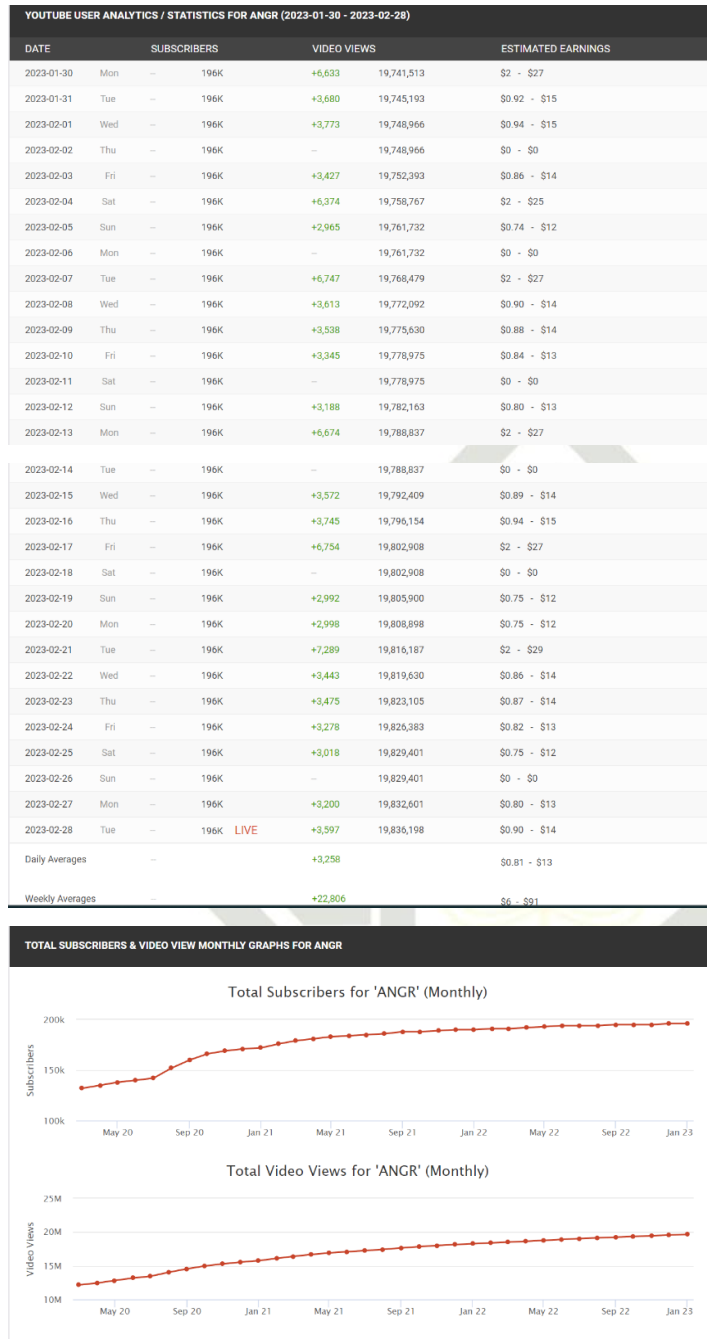 YOUTUBE USER ANALYTICS / STATISTICS FOR ANGR (2023-01-30 - 2023-02-28)
DATE SUBSCRIBERS VIDEO VIEWS ESTIMATED EARNINGS
2023-01-30 Mon -- 196K +6,633 19,741,513 $2 - $27
2023-01-31 Tue -- 196K +3,680 19,745,193 $0.92 - $15
2023-02-01 Wed -- 196K +3,773 19,748,966 $0.94 - $15
2023-02-02 Thu -- 196K -- 19,748,966 $0 - $0
2023-02-03 Fri -- 196K +3,427 19,752,393 $0.86 - $14
2023-02-04 Sat -- 196K +6,374 19,758,767 $2 - $25
2023-02-05 Sun -- 196K +2,965 19,761,732 $0.74 - $12
2023-02-06 Mon -- 196K -- 19,761,732 $0 - $0
2023-02-07 Tue -- 196K +6,747 19,768,479 $2 - $27
2023-02-08 Wed -- 196K +3,613 19,772,092 $0.90 - $14
2023-02-09 Thu -- 196K +3,538 19,775,630 $0.88 - $14
2023-02-10 Fri -- 196K +3,345 19,778,975 $0.84 - $13
2023-02-11 Sat -- 196K -- 19,778,975 $0 - $0
2023-02-12 Sun -- 196K +3,188 19,782,163 $0.80 - $13
2023-02-13 Mon -- 196K +6,674 19,788,837 $2 - $27
2023-02-14 Tue -- 196K -- 19,788,837 $0 - $0
2023-02-15 Wed -- 196K +3,572 19,792,409 $0.89 - $14
2023-02-16 Thu -- 196K +3,745 19,796,154 $0.94 - $15
2023-02-17 Fri -- 196K +6,754 19,802,908 $2 - $27
2023-02-18 Sat -- 196K -- 19,802,908 $0 - $0
2023-02-19 Sun -- 196K +2,992 19,805,900 $0.75 - $12
2023-02-20 Mon -- 196K +2,998 19,808,898 $0.75 - $12
2023-02-21 Tue -- 196K +7,289 19,816,187 $2 - $29
2023-02-22 Wed -- 196K +3,443 19,819,630 $0.86 - $14
2023-02-23 Thu -- 196K +3,475 19,823,105 $0.87 - $14
2023-02-24 Fri -- 196K +3,278 19,826,383 $0.82 - $13
2023-02-25 Sat -- 196K +3,018 19,829,401 $0.75 - $12
2023-02-26 Sun -- 196K -- 19,829,401 $0 - $0
2023-02-27 Mon -- 196K +3,200 19,832,601 $0.80 - $13
2023-02-28 Tue -- 196K LIVE +3,597 19,836,198 $0.90 - $14
Daily Averages -- +3,258 $0.81 - $13
Weekly Averages -- +22,806 $6 - $91
TOTAL SUBSCRIBERS & VIDEO VIEW MONTHLY GRAPHS FOR ANGR
Total Subscribers for 'ANGR' (Monthly)
Subscribers
200k
150k
100k
May 20 Sep 20 Jan 21 May 21 Sep 21 Jan 22 May 22 Sep 22 Jan 23
Total Video Views for 'ANGR' (Monthly)
Video Views
25M
20M
15M
10M
May 20 Sep 20 Jan 21 May 21 Sep 21 Jan 22 May 22 Sep 22 Jan 23